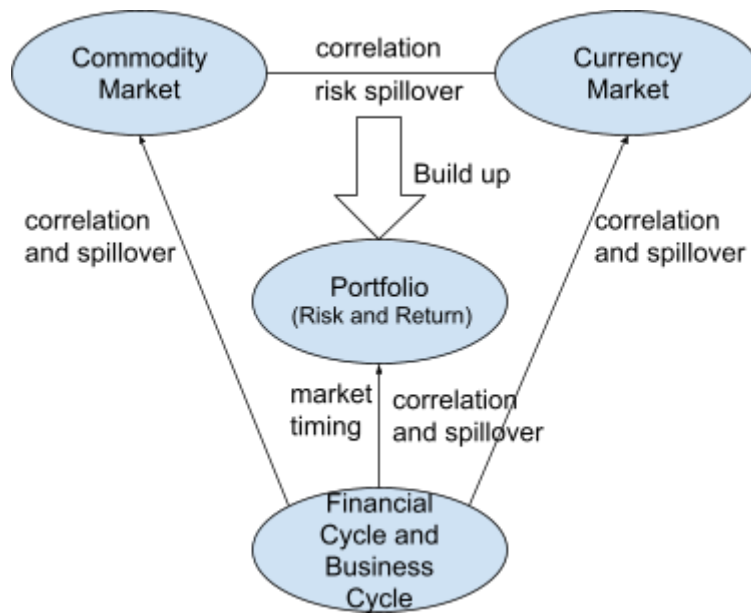 Commodity
Market
correlation
risk spillover
Currency
Market
Build up
correlation
and spillover
correlation
and spillover
Portfolio
(Risk and Return)
market
timing
correlation
and spillover
Financial
Cycle and
Business
Cycle